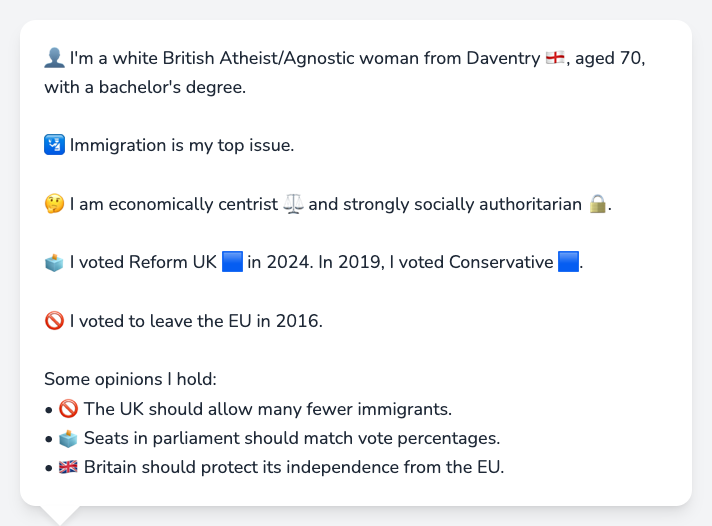 👤 I'm a white British Atheist/Agnostic woman from Daventry 🏴󠁧󠁢󠁥󠁮󠁧󠁿, aged 70,
with a bachelor's degree.
🛂 Immigration is my top issue.
🤔 I am economically centrist ⚖️ and strongly socially authoritarian 🔒.
🗳️ I voted Reform UK 🟦 in 2024. In 2019, I voted Conservative 🟦.
🚫 I voted to leave the EU in 2016.
Some opinions I hold:
• 🚫 The UK should allow many fewer immigrants.
• 🗳️ Seats in parliament should match vote percentages.
• 🇬🇧 Britain should protect its independence from the EU.